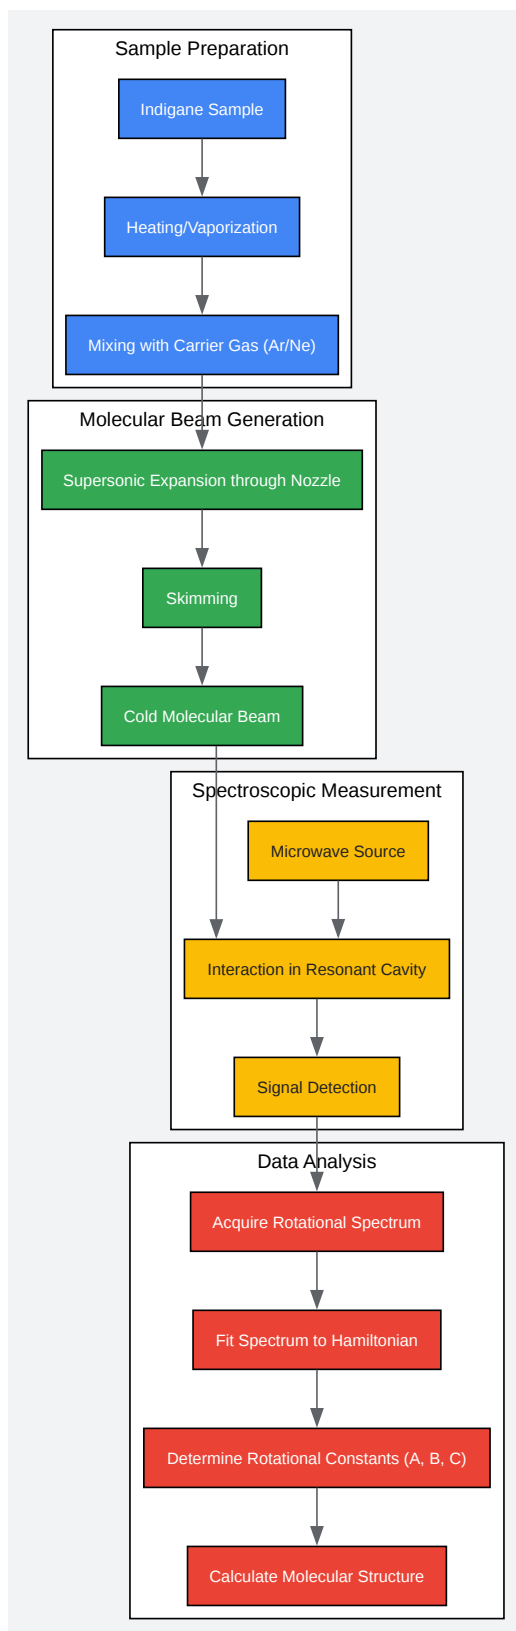 Sample Preparation
Indigane Sample
Heating/Vaporization
Mixing with Carrier Gas (Ar/Ne)
Molecular Beam Generation
Supersonic Expansion through Nozzle
Skimming
Cold Molecular Beam
Spectroscopic Measurement
Microwave Source
Interaction in Resonant Cavity
Signal Detection
Data Analysis
Acquire Rotational Spectrum
Fit Spectrum to Hamiltonian
Determine Rotational Constants (A, B, C)
Calculate Molecular Structure